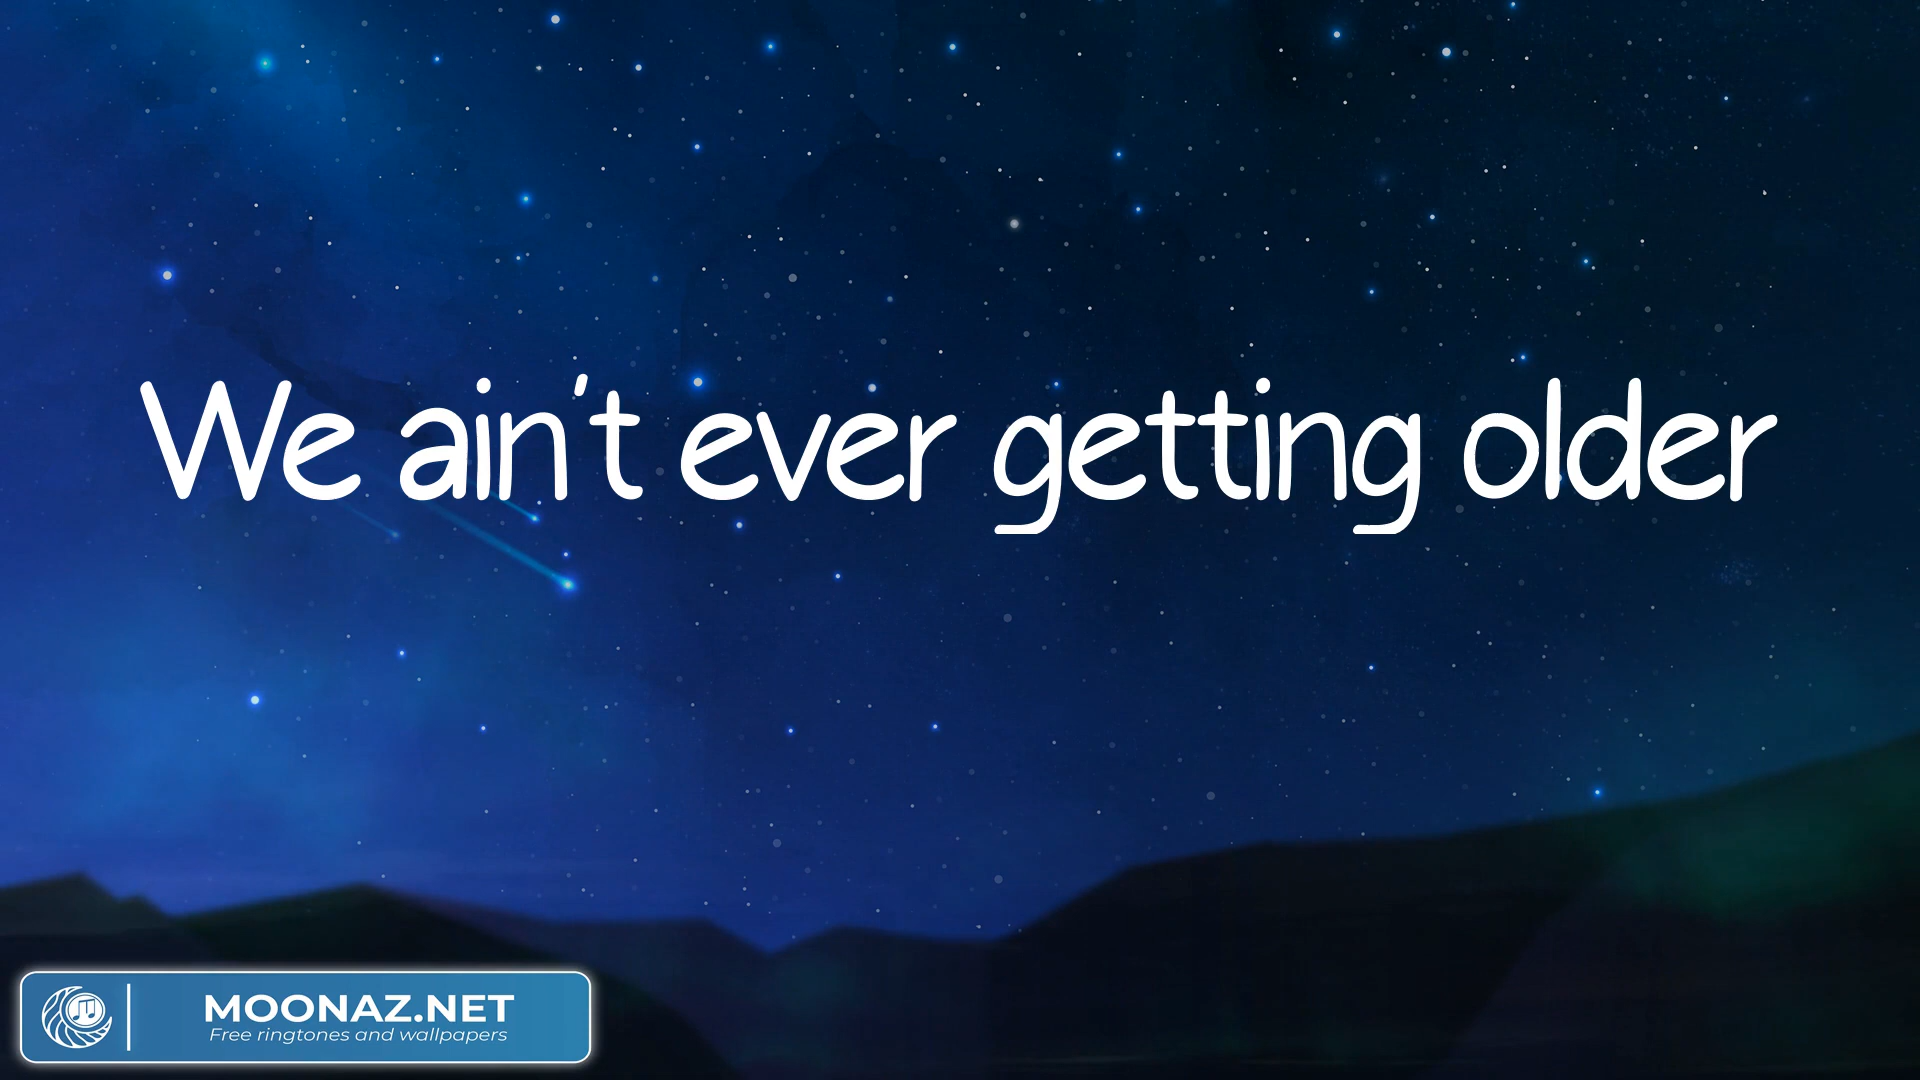 We ain't ever getting older
MOONAZ.NET
Free ringtones and wallpapers